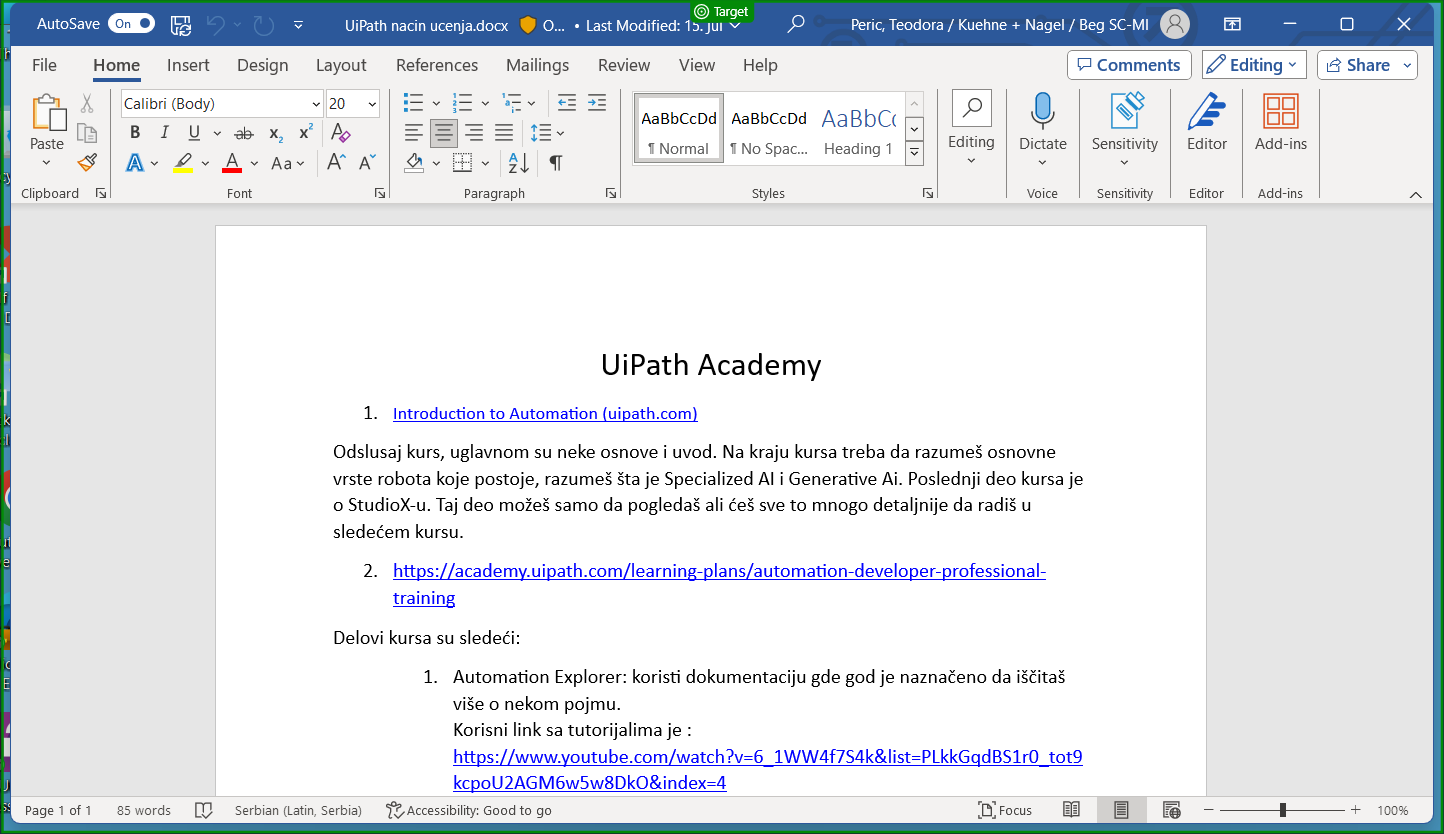 Target
AutoSave On UiPath nacin ucenja.docx O... • Last Modified: 15. Jul Peric, Teodora / Kuehne + Nagel / Beg SC-MI
File Home Insert Design Layout References Mailings Review View Help Comments Editing Share
Calibri (Body) 20
Paste
B I U ab x₂ x² A
A A Aa A A
AZ ¶
AaBbCcDd AaBbCcDd AaBbCc
¶ Normal ¶ No Spac... Heading 1
Editing Dictate Sensitivity Editor Add-ins
Clipboard Font Paragraph Styles Voice Sensitivity Editor Add-ins
UiPath Academy
1. Introduction to Automation (uipath.com)
Odslusaj kurs, uglavnom su neke osnove i uvod. Na kraju kursa treba da razumeš osnovne
vrste robota koje postoje, razumeš šta je Specialized AI i Generative Ai. Poslednji deo kursa je
o StudioX-u. Taj deo možeš samo da pogledaš ali ćeš sve to mnogo detaljnije da radiš u
sledećem kursu.
2. https://academy.uipath.com/learning-plans/automation-developer-professional-
training
Delovi kursa su sledeći:
1. Automation Explorer: koristi dokumentaciju gde god je naznačeno da iščitaš
više o nekom pojmu.
Korisni link sa tutorijalima je :
https://www.youtube.com/watch?v=6_1WW4f7S4k&list=PLkkGqdBS1r0_tot9
kcpoU2AGM6w5w8DkO&index=4
Page 1 of 1 85 words Serbian (Latin, Serbia) Accessibility: Good to go Focus 100%